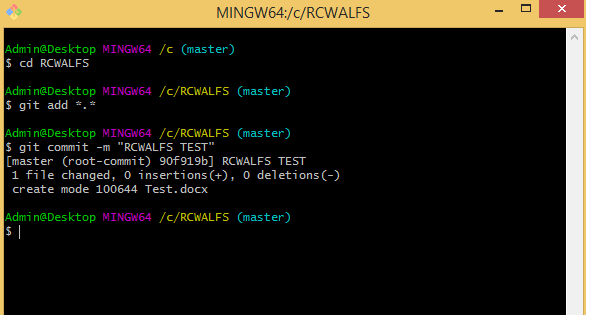 MINGW64:/c/RCWALFS
Admin@Desktop MINGW64 /c (master)
$ cd RCWALFS
Admin@Desktop MINGW64 /c/RCWALFS (master)
$ git add *.*
Admin@Desktop MINGW64 /c/RCWALFS (master)
$ git commit -m "RCWALFS TEST"
[master (root-commit) 90f919b] RCWALFS TEST
 1 file changed, 0 insertions(+), 0 deletions(-)
 create mode 100644 Test.docx
Admin@Desktop MINGW64 /c/RCWALFS (master)
$